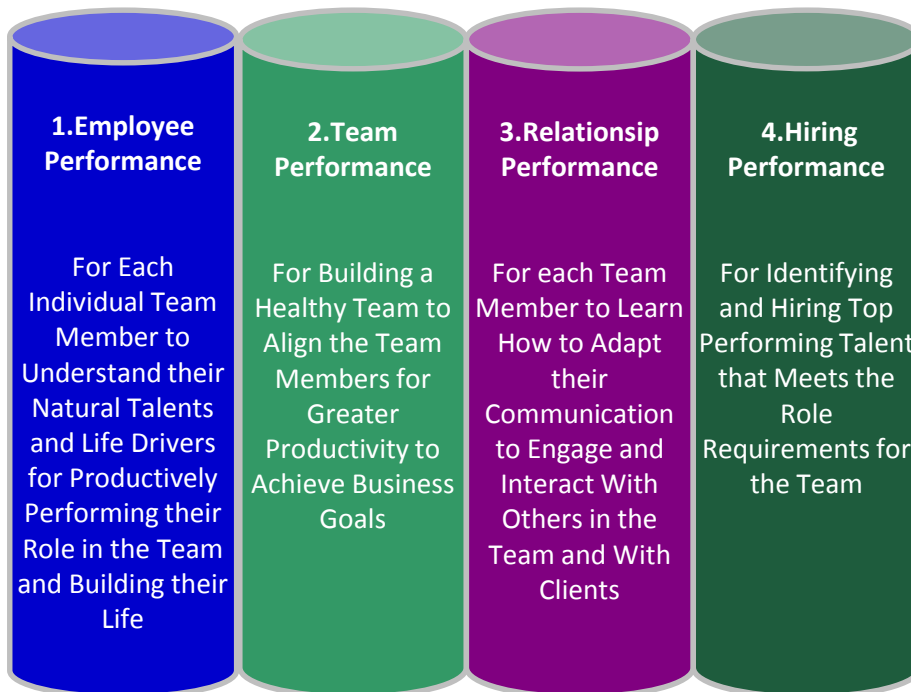 1.Employee
Performance
For Each
Individual Team
Member to
Understand their
Natural Talents
and Life Drivers
for Productively
Performing their
Role in the Team
and Building their
Life
2.Team
Performance
For Building a
Healthy Team to
Align the Team
Members for
Greater
Productivity to
Achieve Business
Goals
3.Relationsip
Performance
For each Team
Member to Learn
How to Adapt
their
Communication
to Engage and
Interact With
Others in the
Team and With
Clients
4.Hiring
Performance
For Identifying
and Hiring Top
Performing Talent
that Meets the
Role
Requirements for
the Team